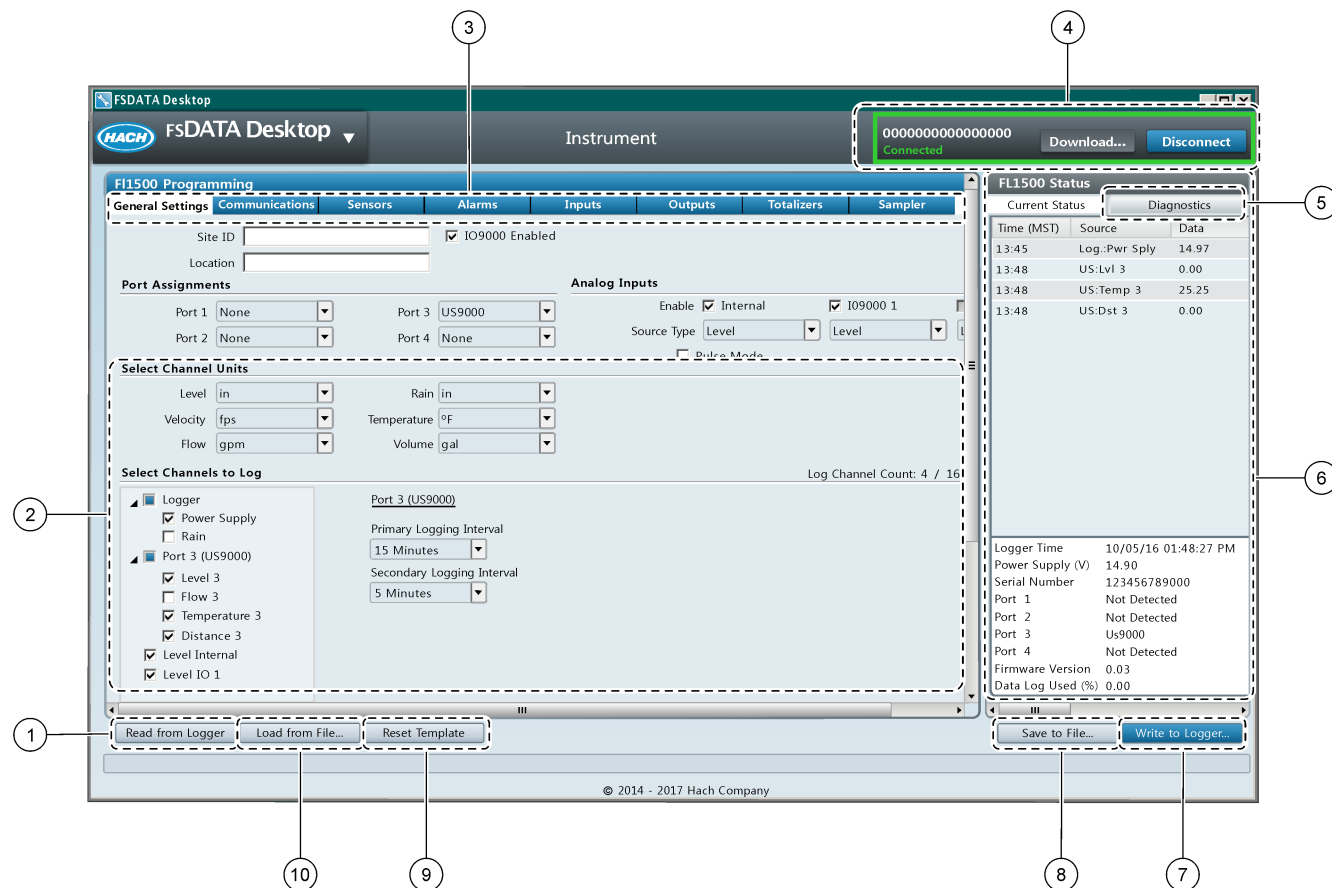 3
4
FSDATA Desktop
HACH
FSDATA Desktop
Instrument
0000000000000000
Connected
Download...
Disconnect
Fl1500 Programming
General Settings Communications Sensors Alarms Inputs Outputs Totalizers Sampler
Site ID
IO9000 Enabled
Location
Port Assignments
Analog Inputs
Port 1 None Port 3 US9000
Port 2 None Port 4 None
Enable Internal I09000 1
Source Type Level Level
Pulse Mode
Select Channel Units
Level in Rain in
Velocity fps Temperature ºF
Flow gpm Volume gal
Select Channels to Log
Log Channel Count: 4 / 16
Logger
Power Supply
Rain
Port 3 (US9000)
Level 3
Flow 3
Temperature 3
Distance 3
Level Internal
Level IO 1
Port 3 (US9000)
Primary Logging Interval
15 Minutes
Secondary Logging Interval
5 Minutes
FL1500 Status
Current Status Diagnostics
Time (MST) Source Data
13:45 Log.:Pwr Sply 14.97
13:48 US:Lvl 3 0.00
13:48 US:Temp 3 25.25
13:48 US:Dst 3 0.00
Logger Time 10/05/16 01:48:27 PM
Power Supply (V) 14.90
Serial Number 123456789000
Port 1 Not Detected
Port 2 Not Detected
Port 3 Us9000
Port 4 Not Detected
Firmware Version 0.03
Data Log Used (%) 0.00
5
6
2
1
Read from Logger Load from File... Reset Template
Save to File... Write to Logger...
© 2014 - 2017 Hach Company
10
9
8
7